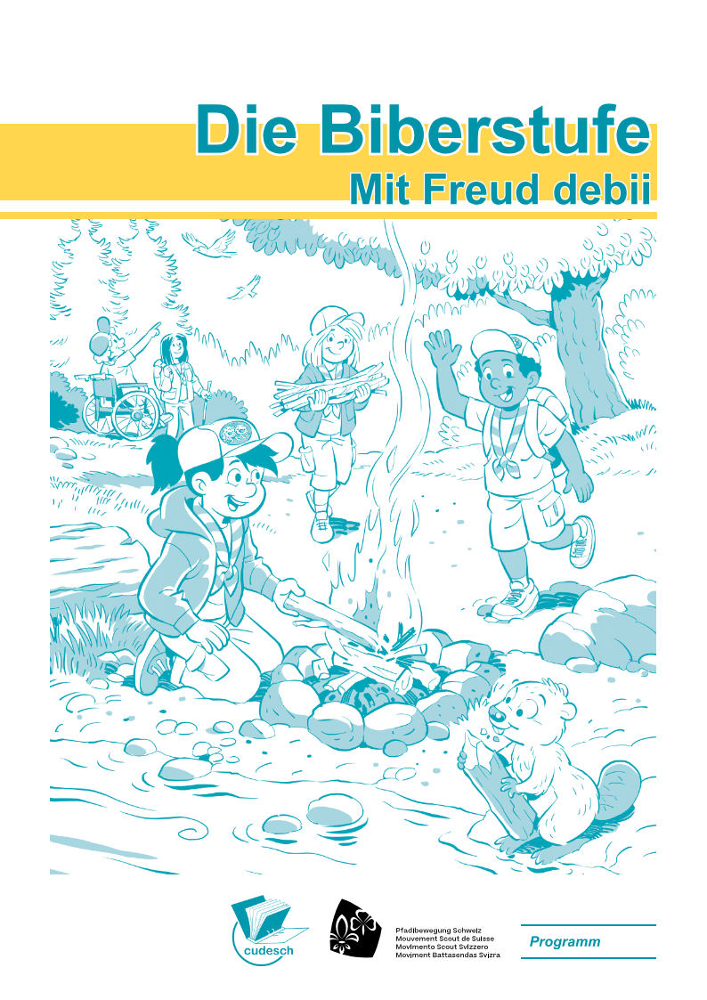 Die Biberstufe
Mit Freud debii
cudesch
Pfadibewegung Schweiz
Mouvement Scout de Suisse
Movimento Scout Svizzero
Moviment Battasendas Svizra
Programm